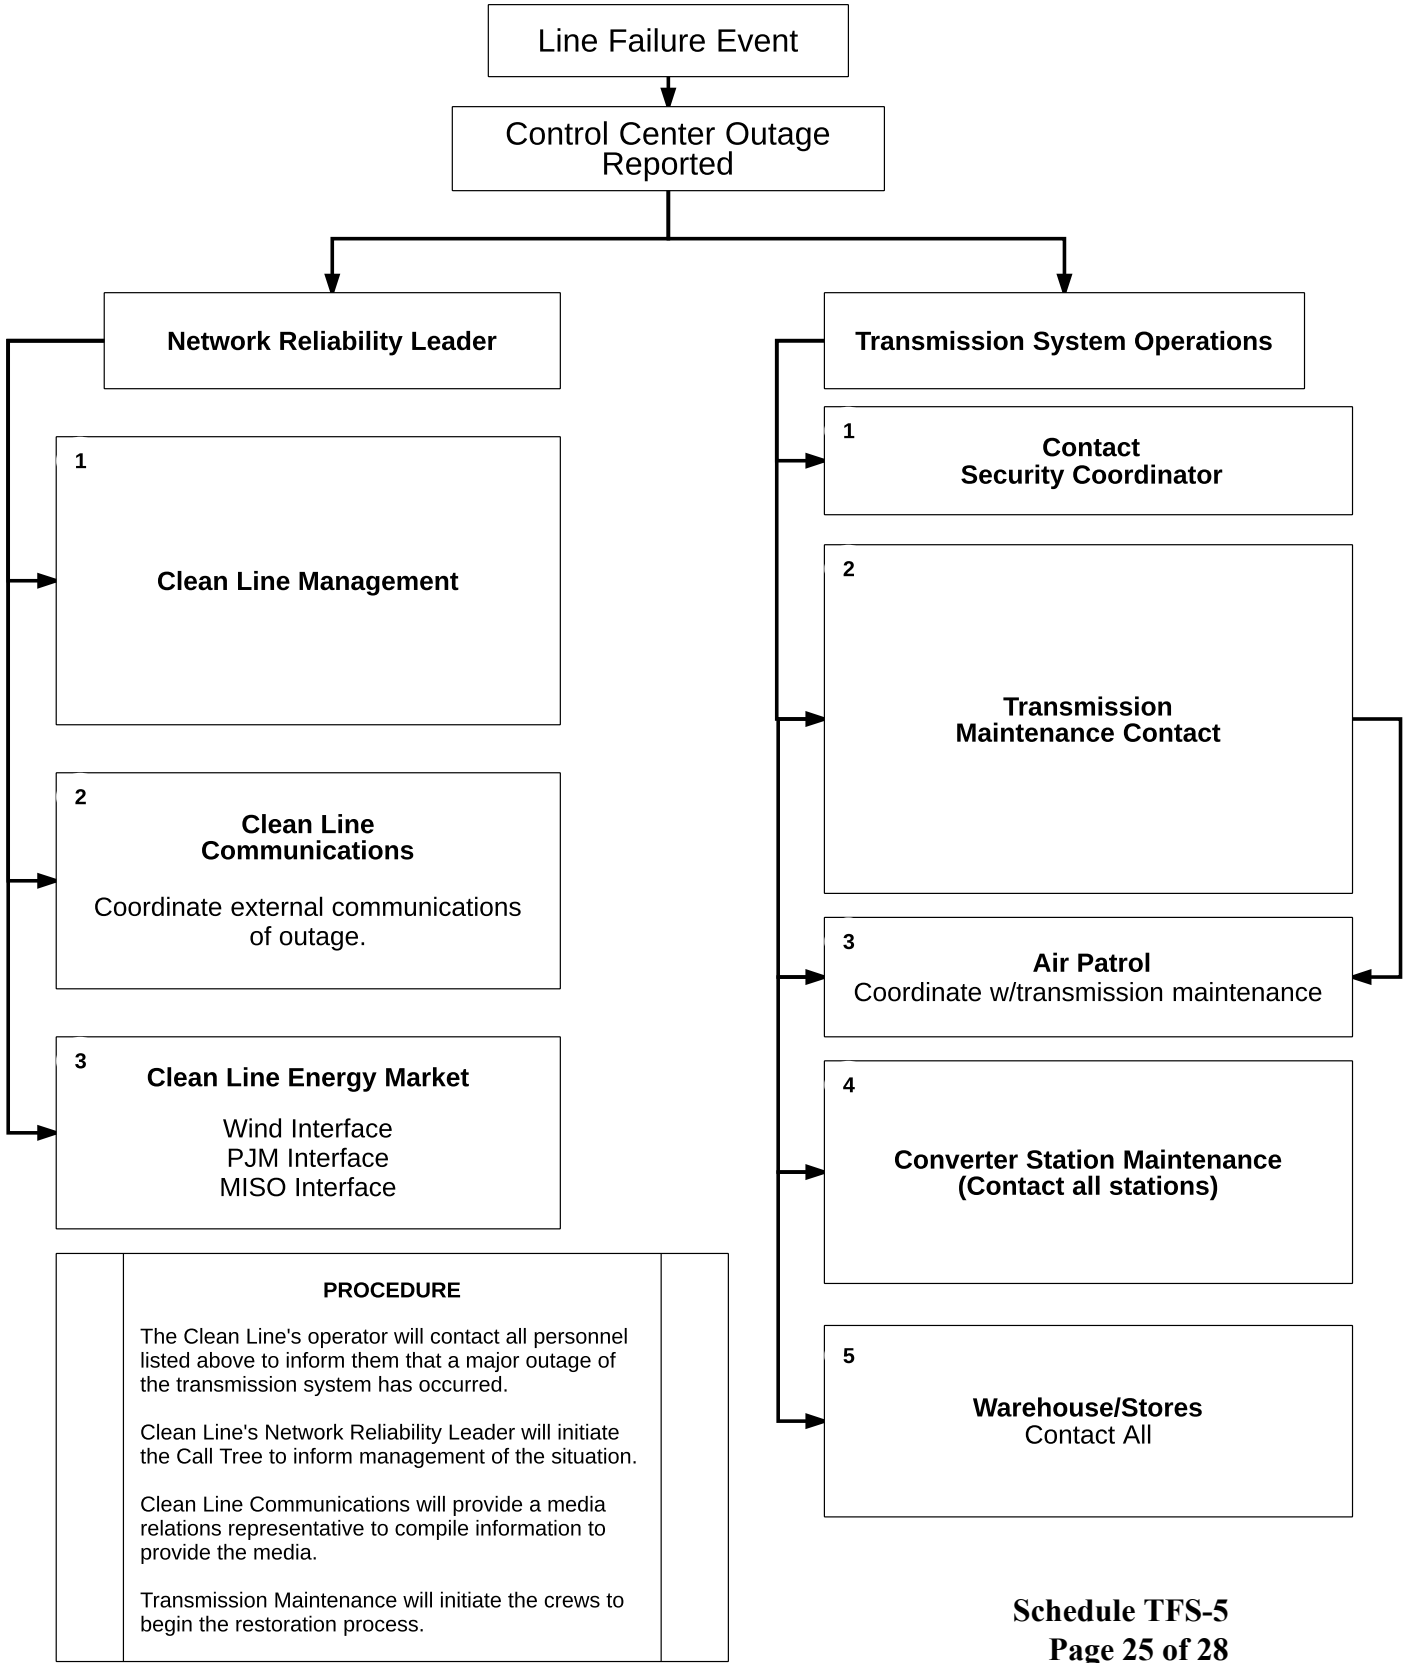 Line Failure Event
Control Center Outage
Reported
Network Reliability Leader
1
Clean Line Management
2
Clean Line
Communications
Coordinate external communications
of outage.
3
Clean Line Energy Market
Wind Interface
PJM Interface
MISO Interface
Transmission System Operations
1
Contact
Security Coordinator
2
Transmission
Maintenance Contact
3
Air Patrol
Coordinate w/transmission maintenance
4
Converter Station Maintenance
(Contact all stations)
5
Warehouse/Stores
Contact All
PROCEDURE
The Clean Line's operator will contact all personnel
listed above to inform them that a major outage of
the transmission system has occurred.
Clean Line's Network Reliability Leader will initiate
the Call Tree to inform management of the situation.
Clean Line Communications will provide a media
relations representative to compile information to
provide the media.
Transmission Maintenance will initiate the crews to
begin the restoration process.
Schedule TFS-5
Page 25 of 28